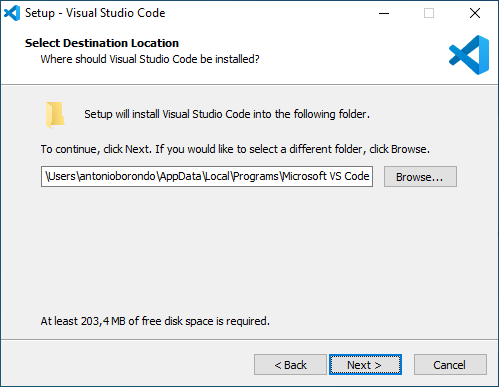 Setup - Visual Studio Code
Select Destination Location
Where should Visual Studio Code be installed?
Setup will install Visual Studio Code into the following folder.
To continue, click Next. If you would like to select a different folder, click Browse.
\Users\antonioborondo\AppData\Local\Programs\Microsoft VS Code
Browse...
At least 203,4 MB of free disk space is required.
< Back
Next >
Cancel